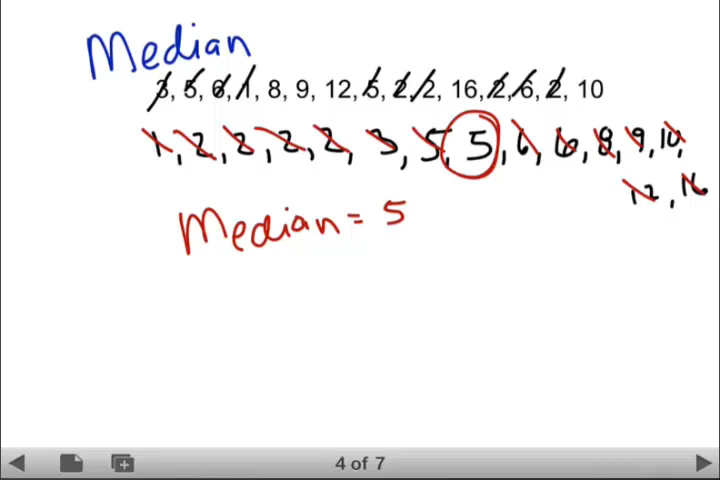 Median
3, 5, 6, 1, 8, 9, 12, 5, 2, 2, 16, 2, 6, 2, 10
1, 2, 2, 2, 2, 3, 5, 5, 6, 6, 8, 9, 10,
12, 16
Median = 5
4 of 7